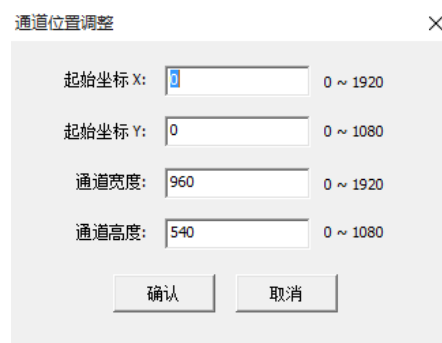 通道位置调整
起始坐标 X: 0 0 ~ 1920
起始坐标 Y: 0 0 ~ 1080
通道宽度: 960 0 ~ 1920
通道高度: 540 0 ~ 1080
确认 取消